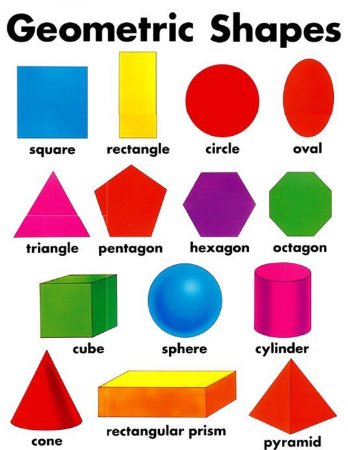 Geometric Shapes
square rectangle circle oval
triangle pentagon hexagon octagon
cube sphere cylinder
cone rectangular prism pyramid